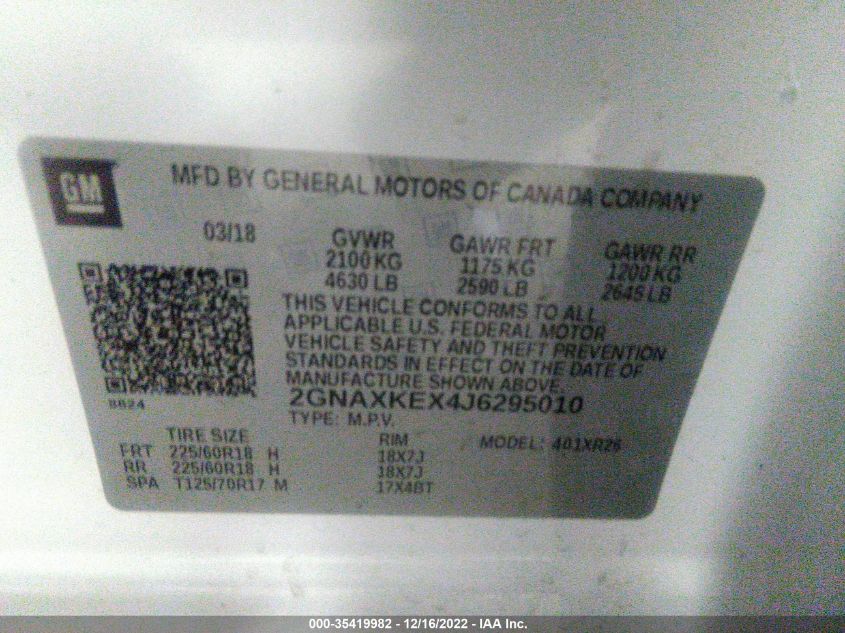 GM
MFD BY GENERAL MOTORS OF CANADA COMPANY
03/18 GVWR GAWR FRT GAWR RR
2100 KG 1175 KG 1200 KG
4630 LB 2590 LB 2645 LB
THIS VEHICLE CONFORMS TO ALL
APPLICABLE U.S. FEDERAL MOTOR
VEHICLE SAFETY AND THEFT PREVENTION
STANDARDS IN EFFECT ON THE DATE OF
MANUFACTURE SHOWN ABOVE.
8824
2GNAXKEX4J6295010
TYPE: M.P.V.
TIRE SIZE RIM MODEL: 401XR26
FRT 225/60R18 H 18X7J
RR 225/60R18 H 18X7J
SPA T125/70R17 M 17X4BT
000-35419982 - 12/16/2022 - IAA Inc.